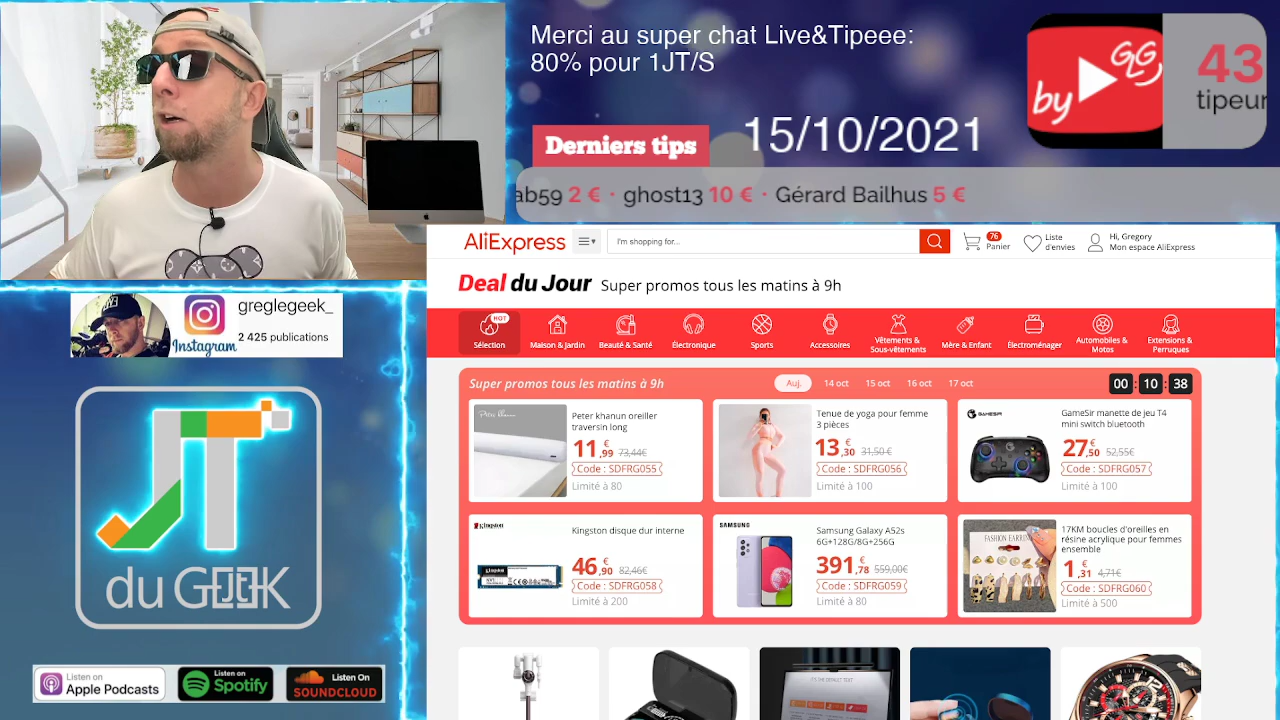 Merci au super chat Live&Tipeee:
80% pour 1JT/S
by GLG
43
tipeur
Derniers tips
15/10/2021
ab59 2 € · ghost13 10 € · Gérard Bailhus 5 €
greglegeek_
Instagram
2 425 publications
JT
du GEEK
Listen on
Apple Podcasts
Listen on
Spotify
Listen On
SOUNDCLOUD
AliExpress
I'm shopping for...
76
Panier
Liste
d'envies
Hi, Gregory
Mon espace AliExpress
Deal du Jour Super promos tous les matins à 9h
HOT
Sélection
Maison & Jardin
Beauté & Santé
Électronique
Sports
Accessoires
Vêtements &
Sous-vêtements
Mère & Enfant
Électroménager
Automobiles &
Motos
Extensions &
Perruques
Super promos tous les matins à 9h
Auj. 14 oct 15 oct 16 oct 17 oct
00 : 10 : 38
Peter khanun
Peter khanun oreiller
traversin long
11,99 € 73,44€
Code : SDFRG055
Limité à 80
Tenue de yoga pour femme
3 pièces
13,30 € 31,50 €
Code : SDFRG056
Limité à 100
GAMESIR
GameSir manette de jeu T4
mini switch bluetooth
27,50 € 52,55€
Code : SDFRG057
Limité à 100
Kingston
Kingston disque dur interne
46,90 € 82,46€
Code : SDFRG058
Limité à 200
SAMSUNG
Samsung Galaxy A52s
6G+128G/8G+256G
391,78 € 559,00€
Code : SDFRG059
Limité à 80
FASHION EARRING
17KM boucles d'oreilles en
résine acrylique pour femmes
ensemble
1,31 € 4,71€
Code : SDFRG060
Limité à 500